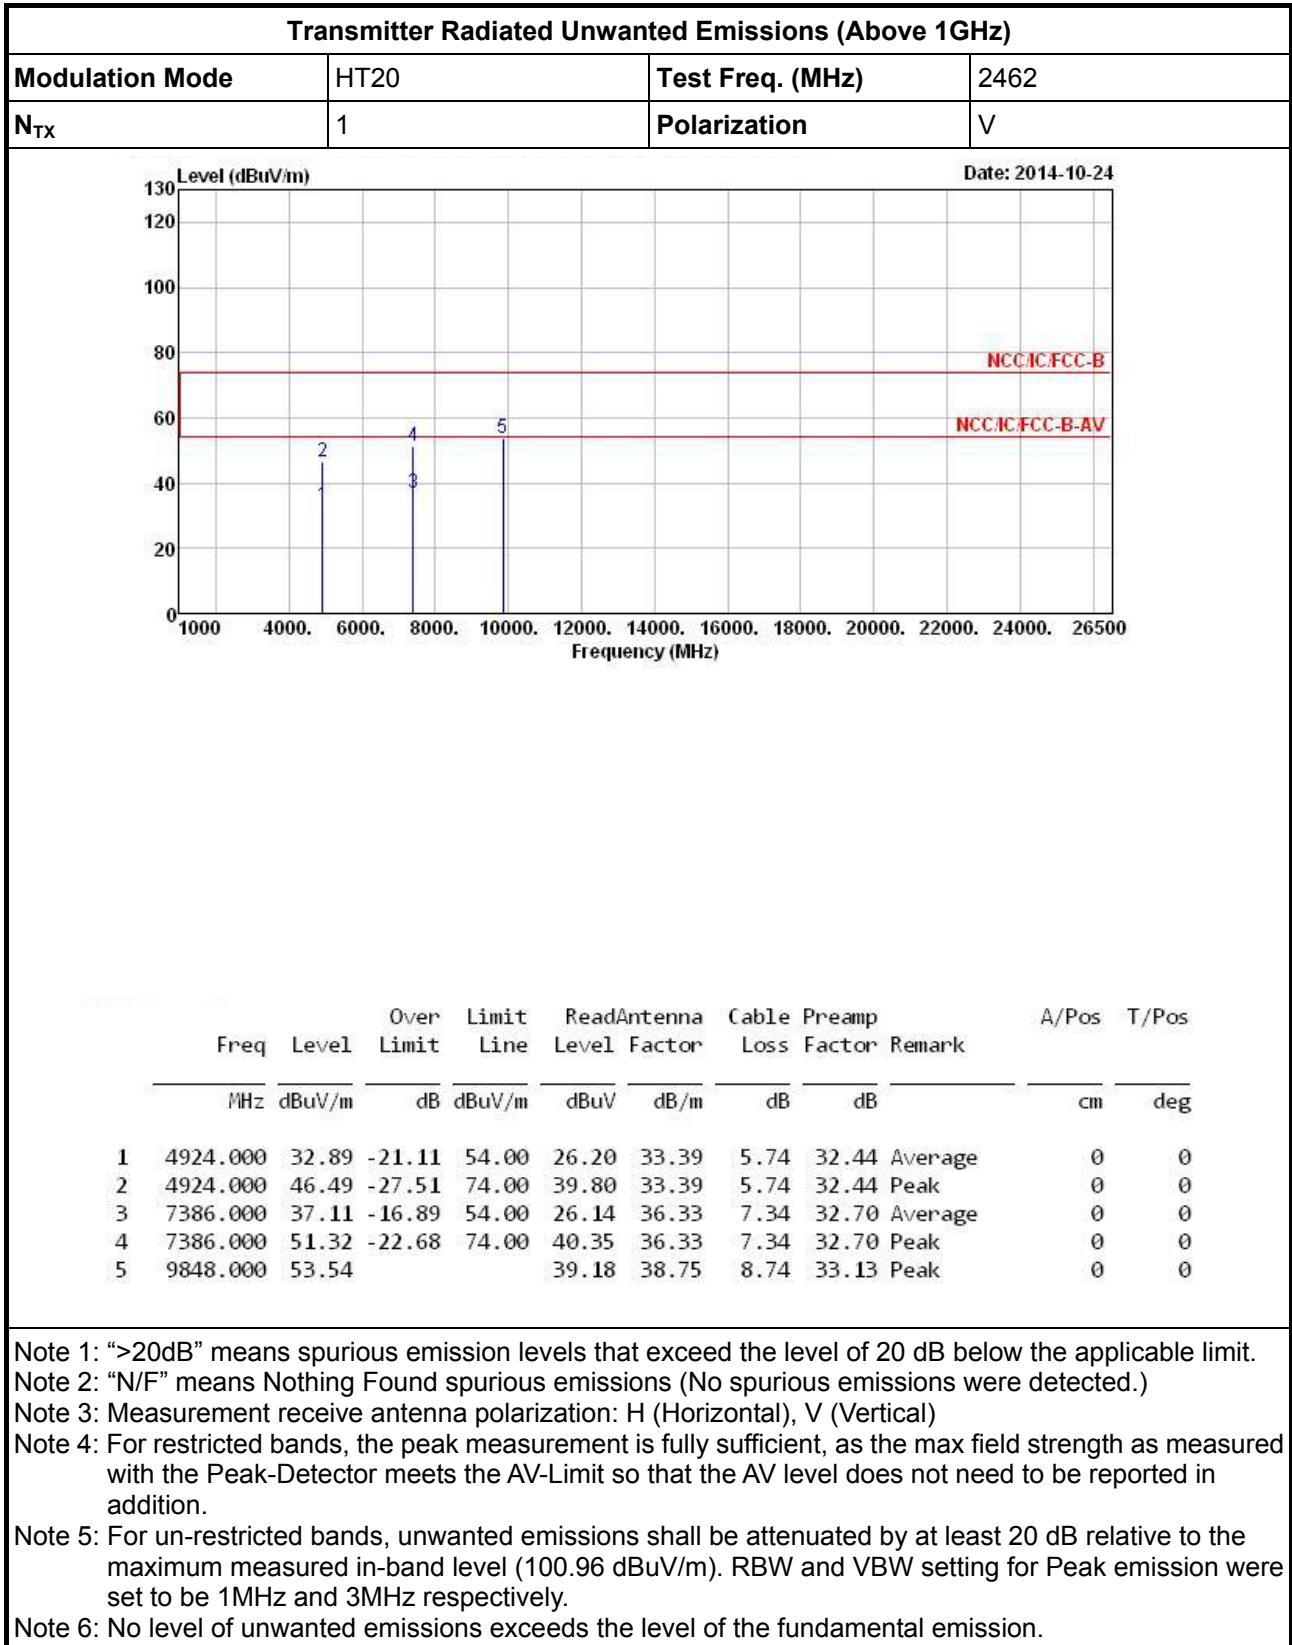 Transmitter Radiated Unwanted Emissions (Above 1GHz)
Modulation Mode HT20 Test Freq. (MHz) 2462
NTX 1 Polarization V
Level (dBuV/m) Date: 2014-10-24
130
120
100
80
NCC/IC/FCC-B
60
NCC/IC/FCC-B-AV
5
4
2
40
3
1
20
0
1000 4000. 6000. 8000. 10000. 12000. 14000. 16000. 18000. 20000. 22000. 24000. 26500
Frequency (MHz)
Over Limit ReadAntenna Cable Preamp A/Pos T/Pos
Freq Level Limit Line Level Factor Loss Factor Remark
MHz dBuV/m dB dBuV/m dBuV dB/m dB dB cm deg
1 4924.000 32.89 -21.11 54.00 26.20 33.39 5.74 32.44 Average 0 0
2 4924.000 46.49 -27.51 74.00 39.80 33.39 5.74 32.44 Peak 0 0
3 7386.000 37.11 -16.89 54.00 26.14 36.33 7.34 32.70 Average 0 0
4 7386.000 51.32 -22.68 74.00 40.35 36.33 7.34 32.70 Peak 0 0
5 9848.000 53.54 39.18 38.75 8.74 33.13 Peak 0 0
Note 1: “>20dB” means spurious emission levels that exceed the level of 20 dB below the applicable limit.
Note 2: “N/F” means Nothing Found spurious emissions (No spurious emissions were detected.)
Note 3: Measurement receive antenna polarization: H (Horizontal), V (Vertical)
Note 4: For restricted bands, the peak measurement is fully sufficient, as the max field strength as measured
with the Peak-Detector meets the AV-Limit so that the AV level does not need to be reported in
addition.
Note 5: For un-restricted bands, unwanted emissions shall be attenuated by at least 20 dB relative to the
maximum measured in-band level (100.96 dBuV/m). RBW and VBW setting for Peak emission were
set to be 1MHz and 3MHz respectively.
Note 6: No level of unwanted emissions exceeds the level of the fundamental emission.